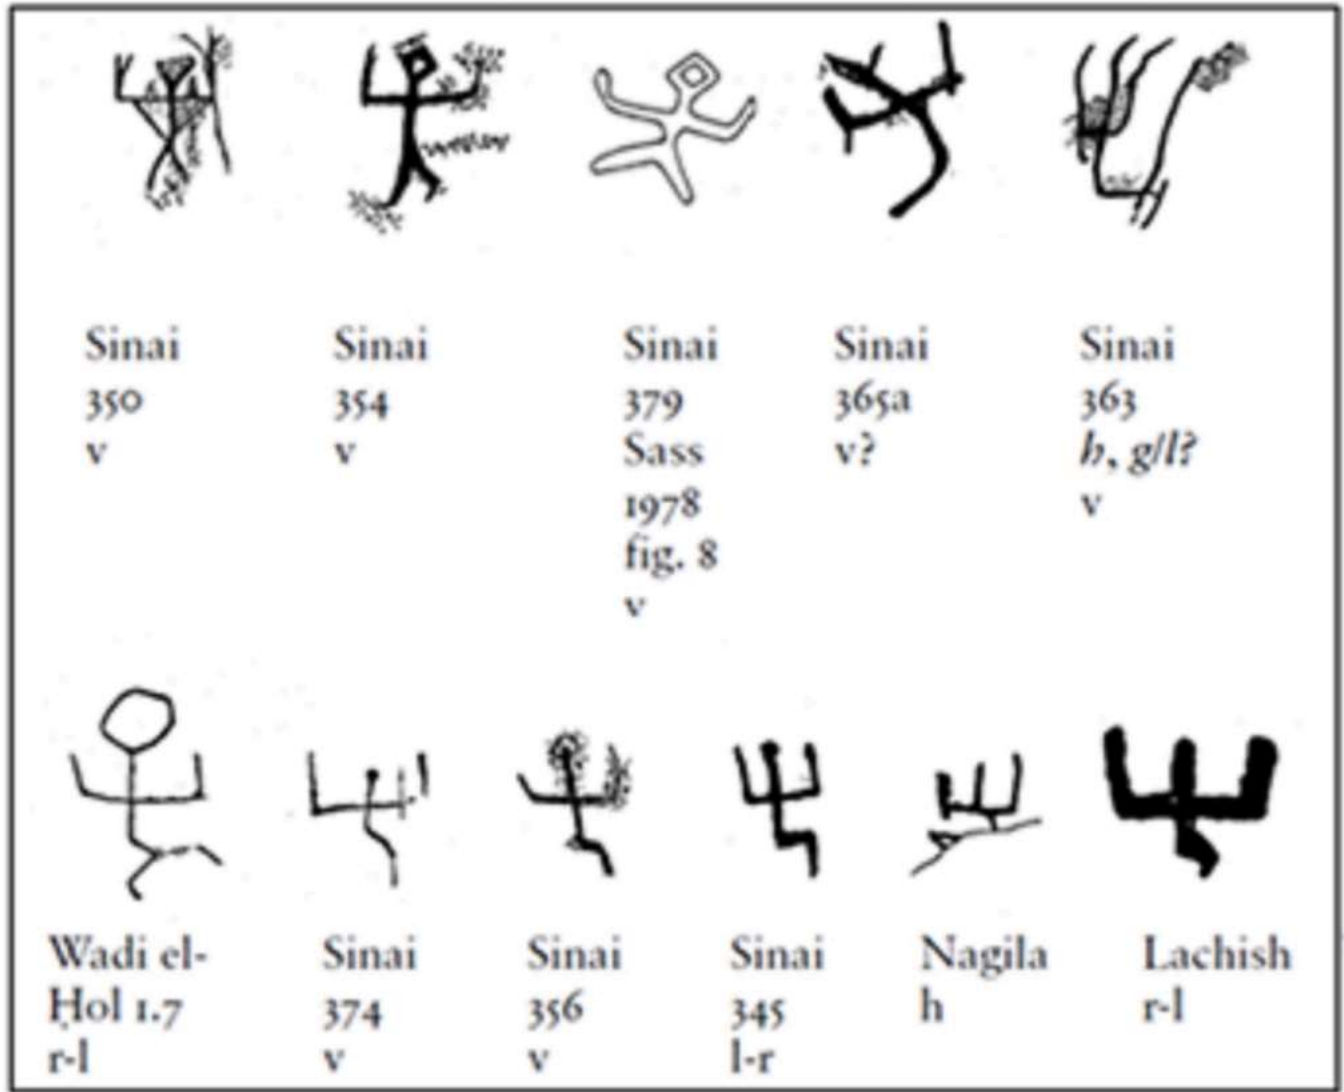 Sinai
350
v
Sinai
354
v
Sinai
379
Sass
1978
fig. 8
v
Sinai
365a
v?
Sinai
363
h, g/l?
v
Wadi el-
Ḥol 1.7
r-l
Sinai
374
v
Sinai
356
v
Sinai
345
l-r
Nagila
h
Lachish
r-l